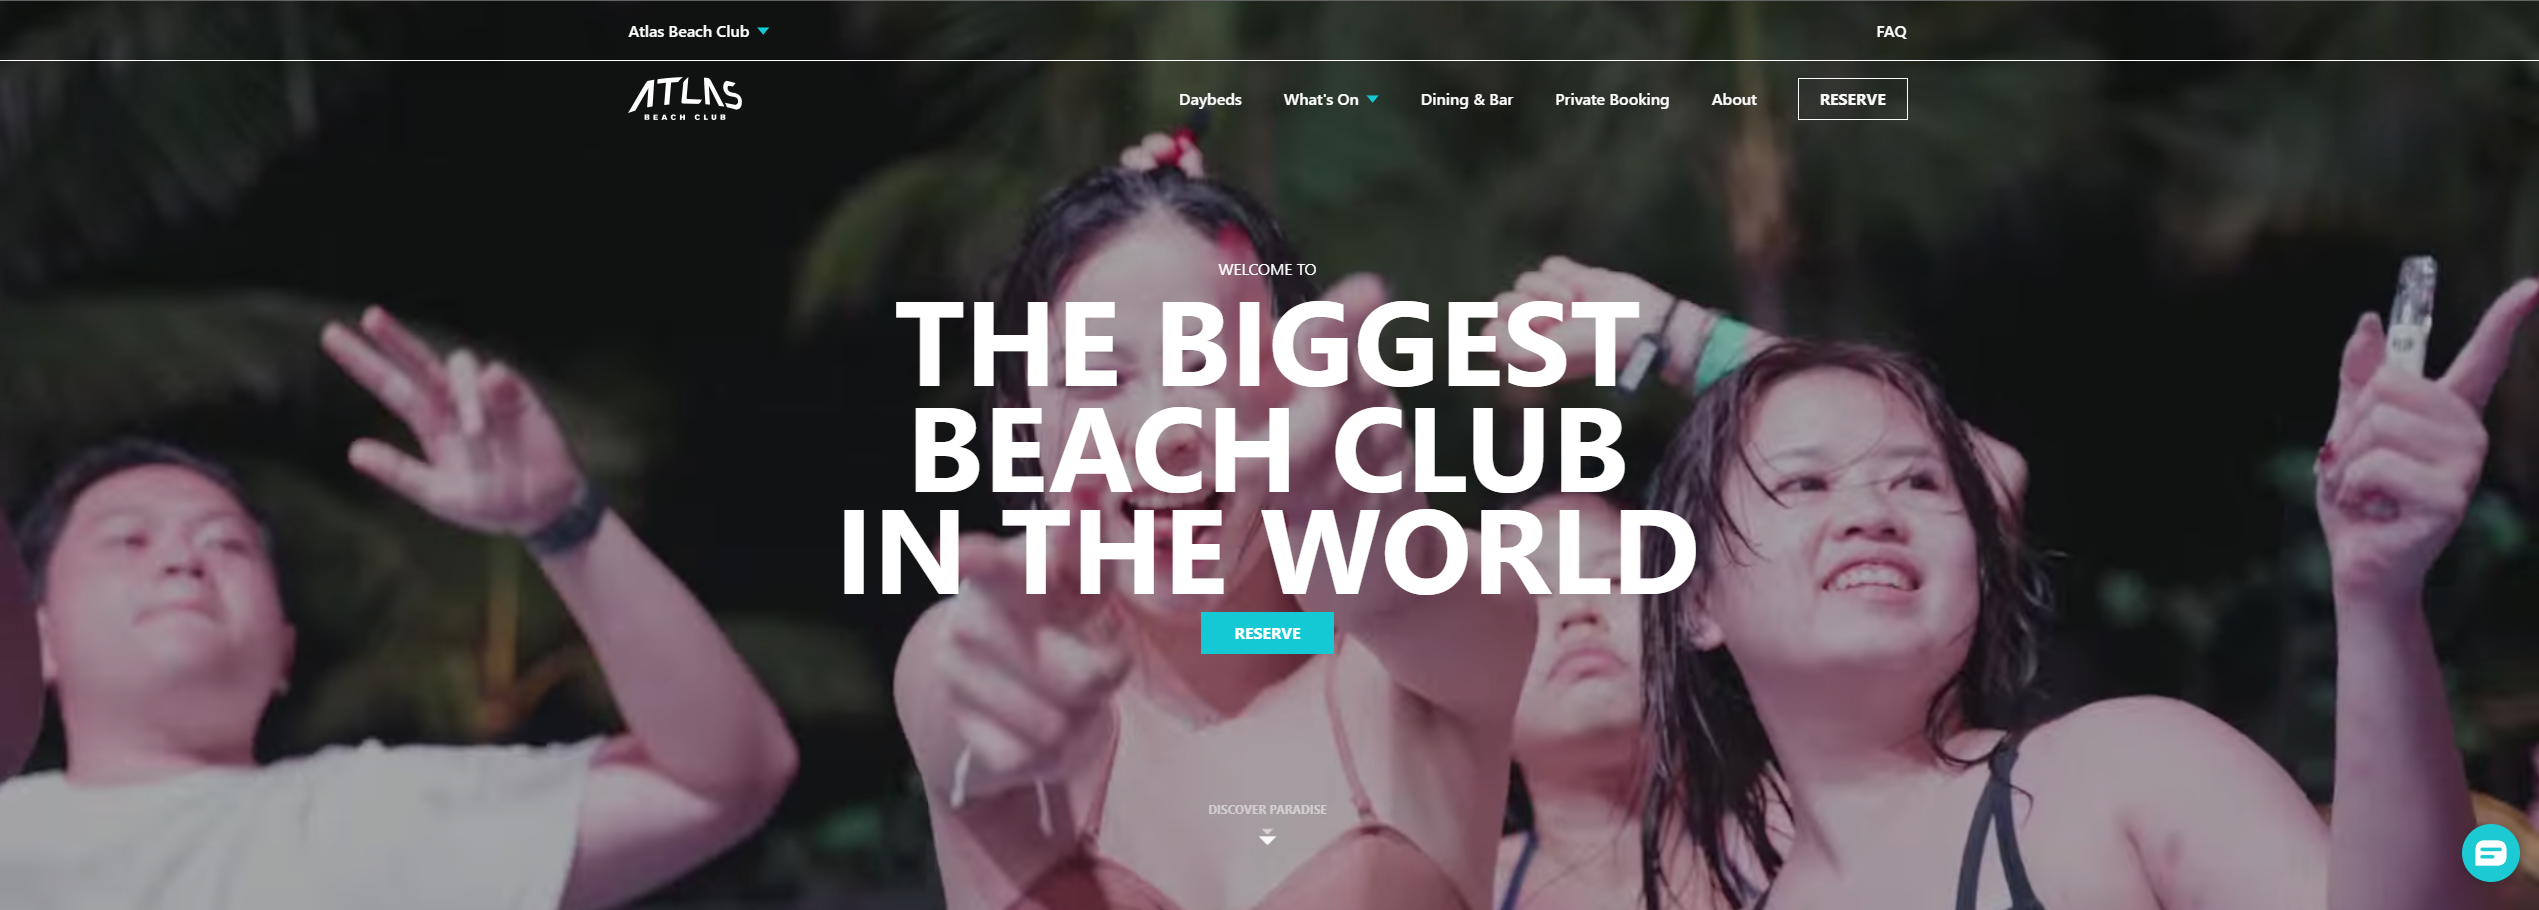 Atlas Beach Club
FAQ
ATLAS
BEACH CLUB
Daybeds
What's On
Dining & Bar
Private Booking
About
RESERVE
WELCOME TO
THE BIGGEST
BEACH CLUB
IN THE WORLD
RESERVE
DISCOVER PARADISE